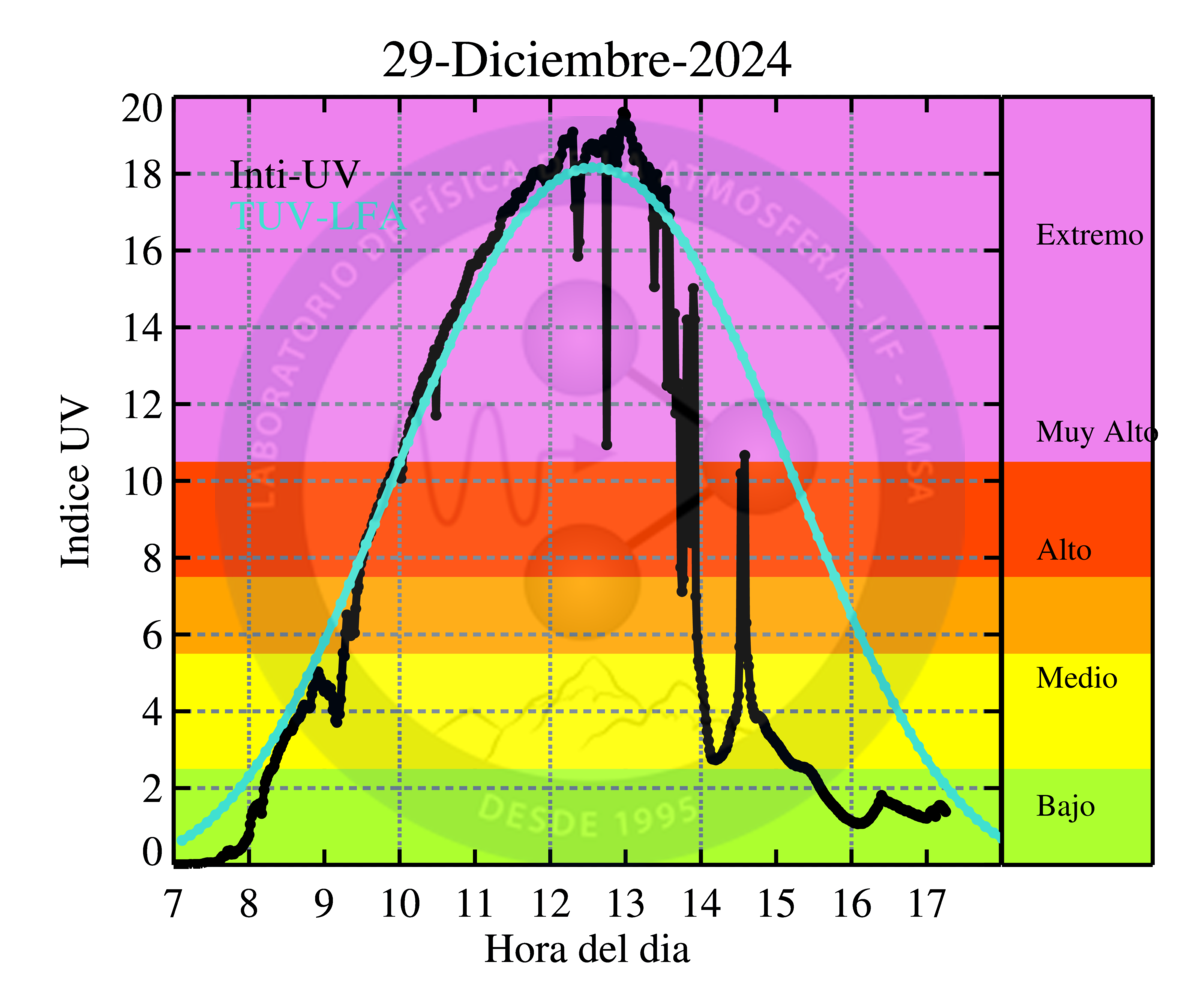 29-Diciembre-2024
20
18
16
14
12
10
8
6
4
2
0
Indice UV
Inti-UV
TUV-LFA
LABORATORIO DE FÍSICA DE LA ATMÓSFERA - IIF - UMSA
DESDE 1995
Extremo
Muy Alto
Alto
Medio
Bajo
7 8 9 10 11 12 13 14 15 16 17
Hora del dia